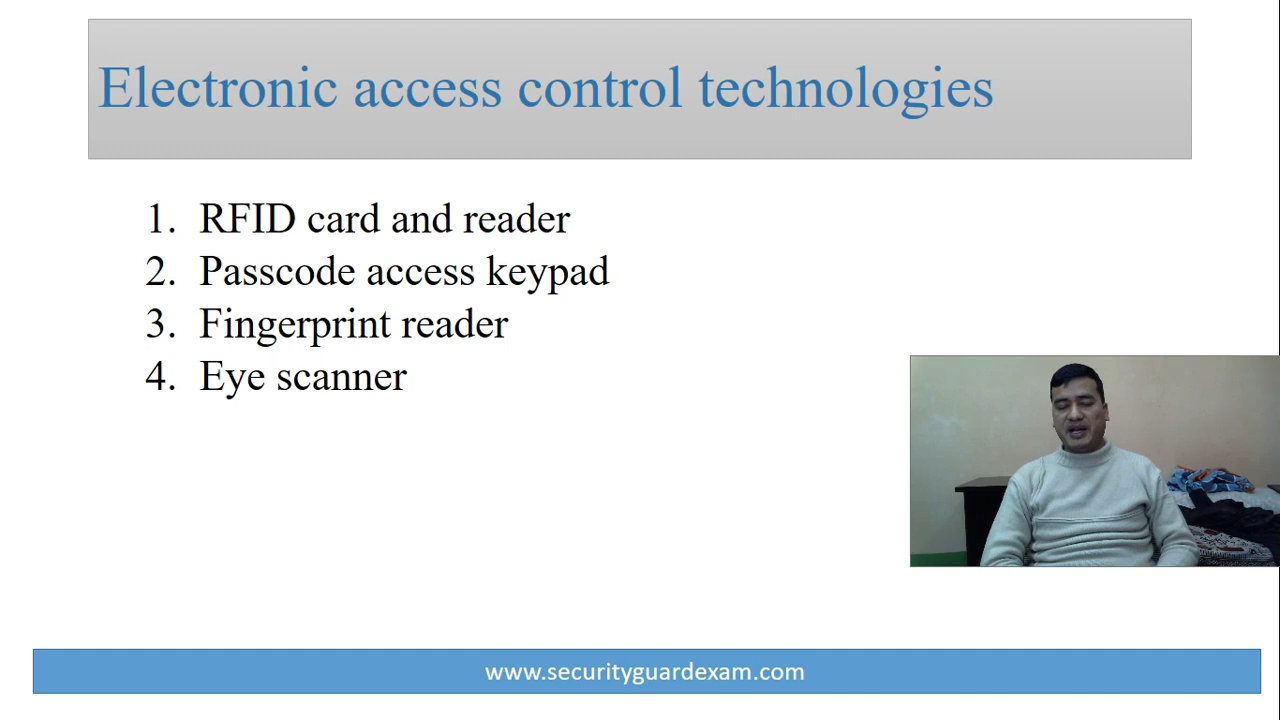 Electronic access control technologies
1. RFID card and reader
2. Passcode access keypad
3. Fingerprint reader
4. Eye scanner
www.securityguardexam.com